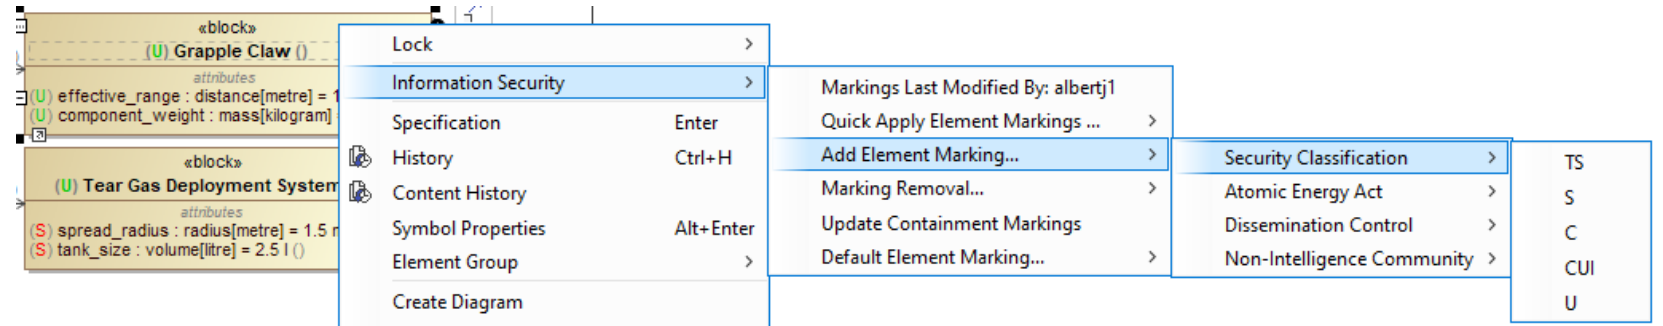 «block»
(U) Grapple Claw ()
attributes
(U) effective_range : distance[metre] = 1
(U) component_weight : mass[kilogram] =
«block»
(U) Tear Gas Deployment System
attributes
(S) spread_radius : radius[metre] = 1.5 r
(S) tank_size : volume[litre] = 2.5 l ()
Lock >
Information Security >
Specification Enter
History Ctrl+H
Content History
Symbol Properties Alt+Enter
Element Group >
Create Diagram
Markings Last Modified By: albertj1
Quick Apply Element Markings ... >
Add Element Marking... >
Marking Removal... >
Update Containment Markings
Default Element Marking... >
Security Classification >
Atomic Energy Act >
Dissemination Control >
Non-Intelligence Community >
TS
S
C
CUI
U